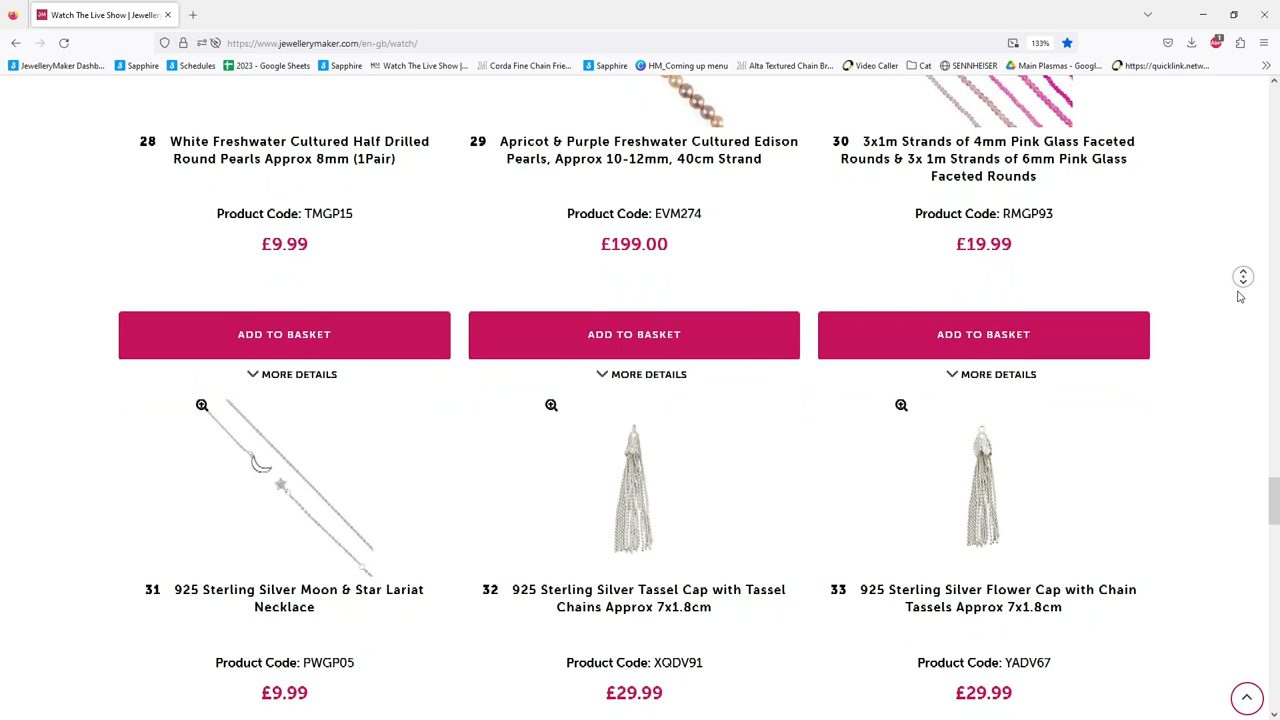 Watch The Live Show | Jeweller
https://www.jewellerymaker.com/elr-gb/watch/
133%
JewelleryMaker Dashb...
Sapphire
Schedules
2023 - Google Sheets
Sapphire
Watch The Live Show |...
Corda Fine Chain Frie...
Sapphire
HM_Coming up menu
Alta Textured Chain Br...
Video Caller
Cat
SENNHEISER
Main Plasmas - Googl...
https://quicklink.netw...
28 White Freshwater Cultured Half Drilled
Round Pearls Approx 8mm (1Pair)
Product Code: TMGP15
£9.99
ADD TO BASKET
MORE DETAILS
29 Apricot & Purple Freshwater Cultured Edison
Pearls, Approx 10-12mm, 40cm Strand
Product Code: EVM274
£199.00
ADD TO BASKET
MORE DETAILS
30 3x1m Strands of 4mm Pink Glass Faceted
Rounds & 3x 1m Strands of 6mm Pink Glass
Faceted Rounds
Product Code: RMGP93
£19.99
ADD TO BASKET
MORE DETAILS
31 925 Sterling Silver Moon & Star Lariat
Necklace
Product Code: PWGP05
£9.99
32 925 Sterling Silver Tassel Cap with Tassel
Chains Approx 7x1.8cm
Product Code: XQDV91
£29.99
33 925 Sterling Silver Flower Cap with Chain
Tassels Approx 7x1.8cm
Product Code: YADV67
£29.99